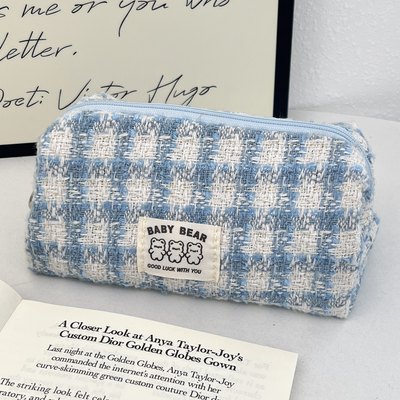 s me or you who
letter.
Poet: Victor Hugo
BABY BEAR
GOOD LUCK WITH YOU
A Closer Look at Anya Taylor-Joy's
Custom Dior Golden Globes Gown
Last night at the Golden Globes, Anya Taylor-Joy
commanded the internet's attention with her
curve-skimming green custom couture Dior
The striking look felt
and